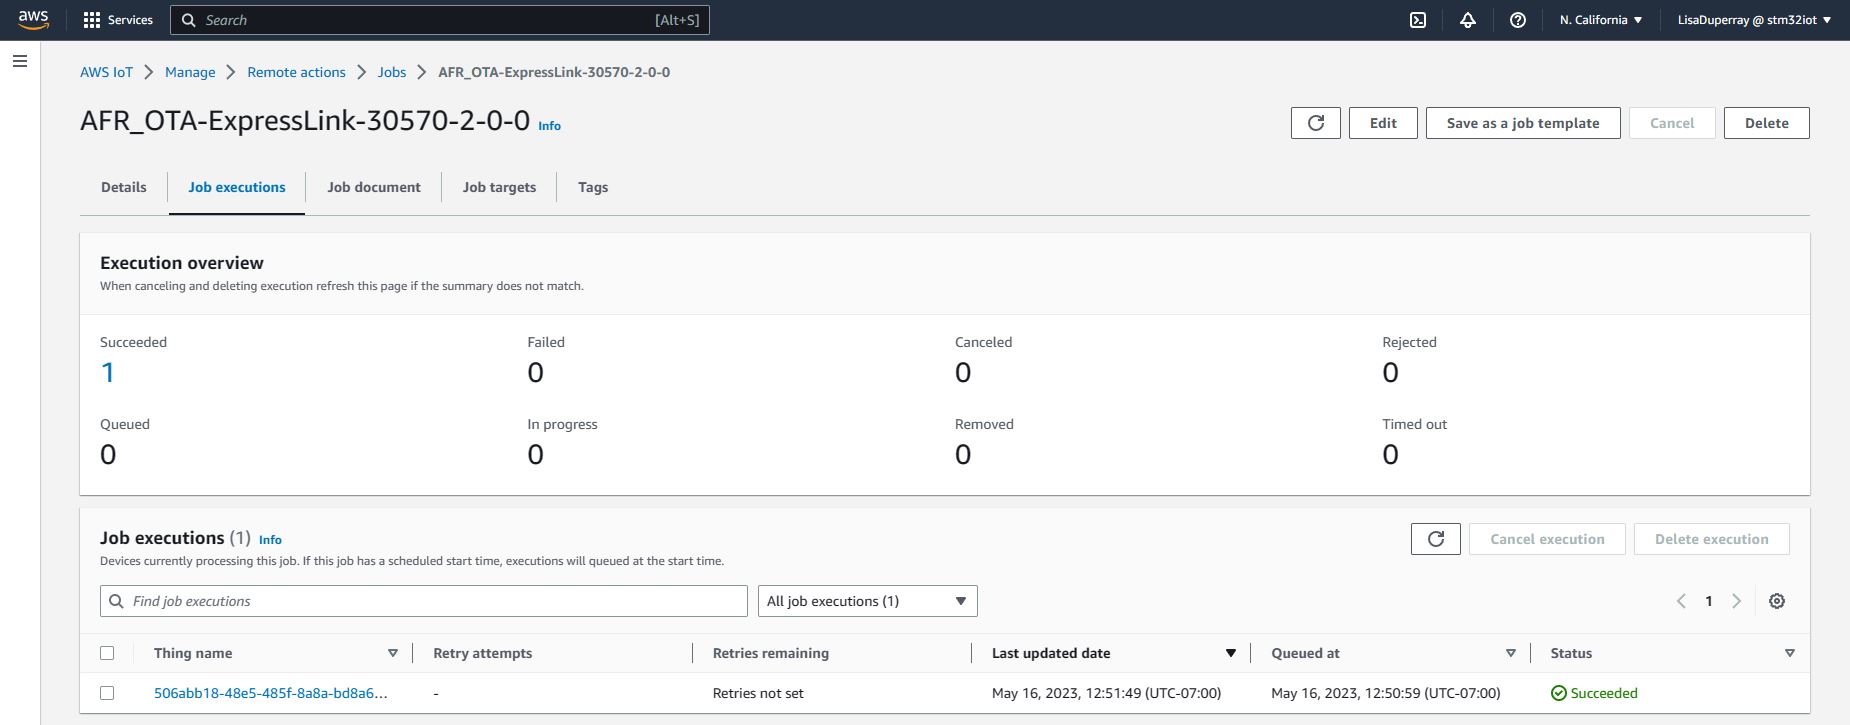 aws Services Search [Alt+S] N. California LisaDuperray @ stm32iot
AWS IoT Manage Remote actions Jobs AFR_OTA-ExpressLink-30570-2-0-0
AFR_OTA-ExpressLink-30570-2-0-0 Info Edit Save as a job template Cancel Delete
Details Job executions Job document Job targets Tags
Execution overview
When canceling and deleting execution refresh this page if the summary does not match.
Succeeded Failed Canceled Rejected
1 0 0 0
Queued In progress Removed Timed out
0 0 0 0
Job executions (1) Info Cancel execution Delete execution
Devices currently processing this job. If this job has a scheduled start time, executions will queued at the start time.
Find job executions All job executions (1) 1
Thing name Retry attempts Retries remaining Last updated date Queued at Status
506abb18-48e5-485f-8a8a-bd8a6... - Retries not set May 16, 2023, 12:51:49 (UTC-07:00) May 16, 2023, 12:50:59 (UTC-07:00) Succeeded